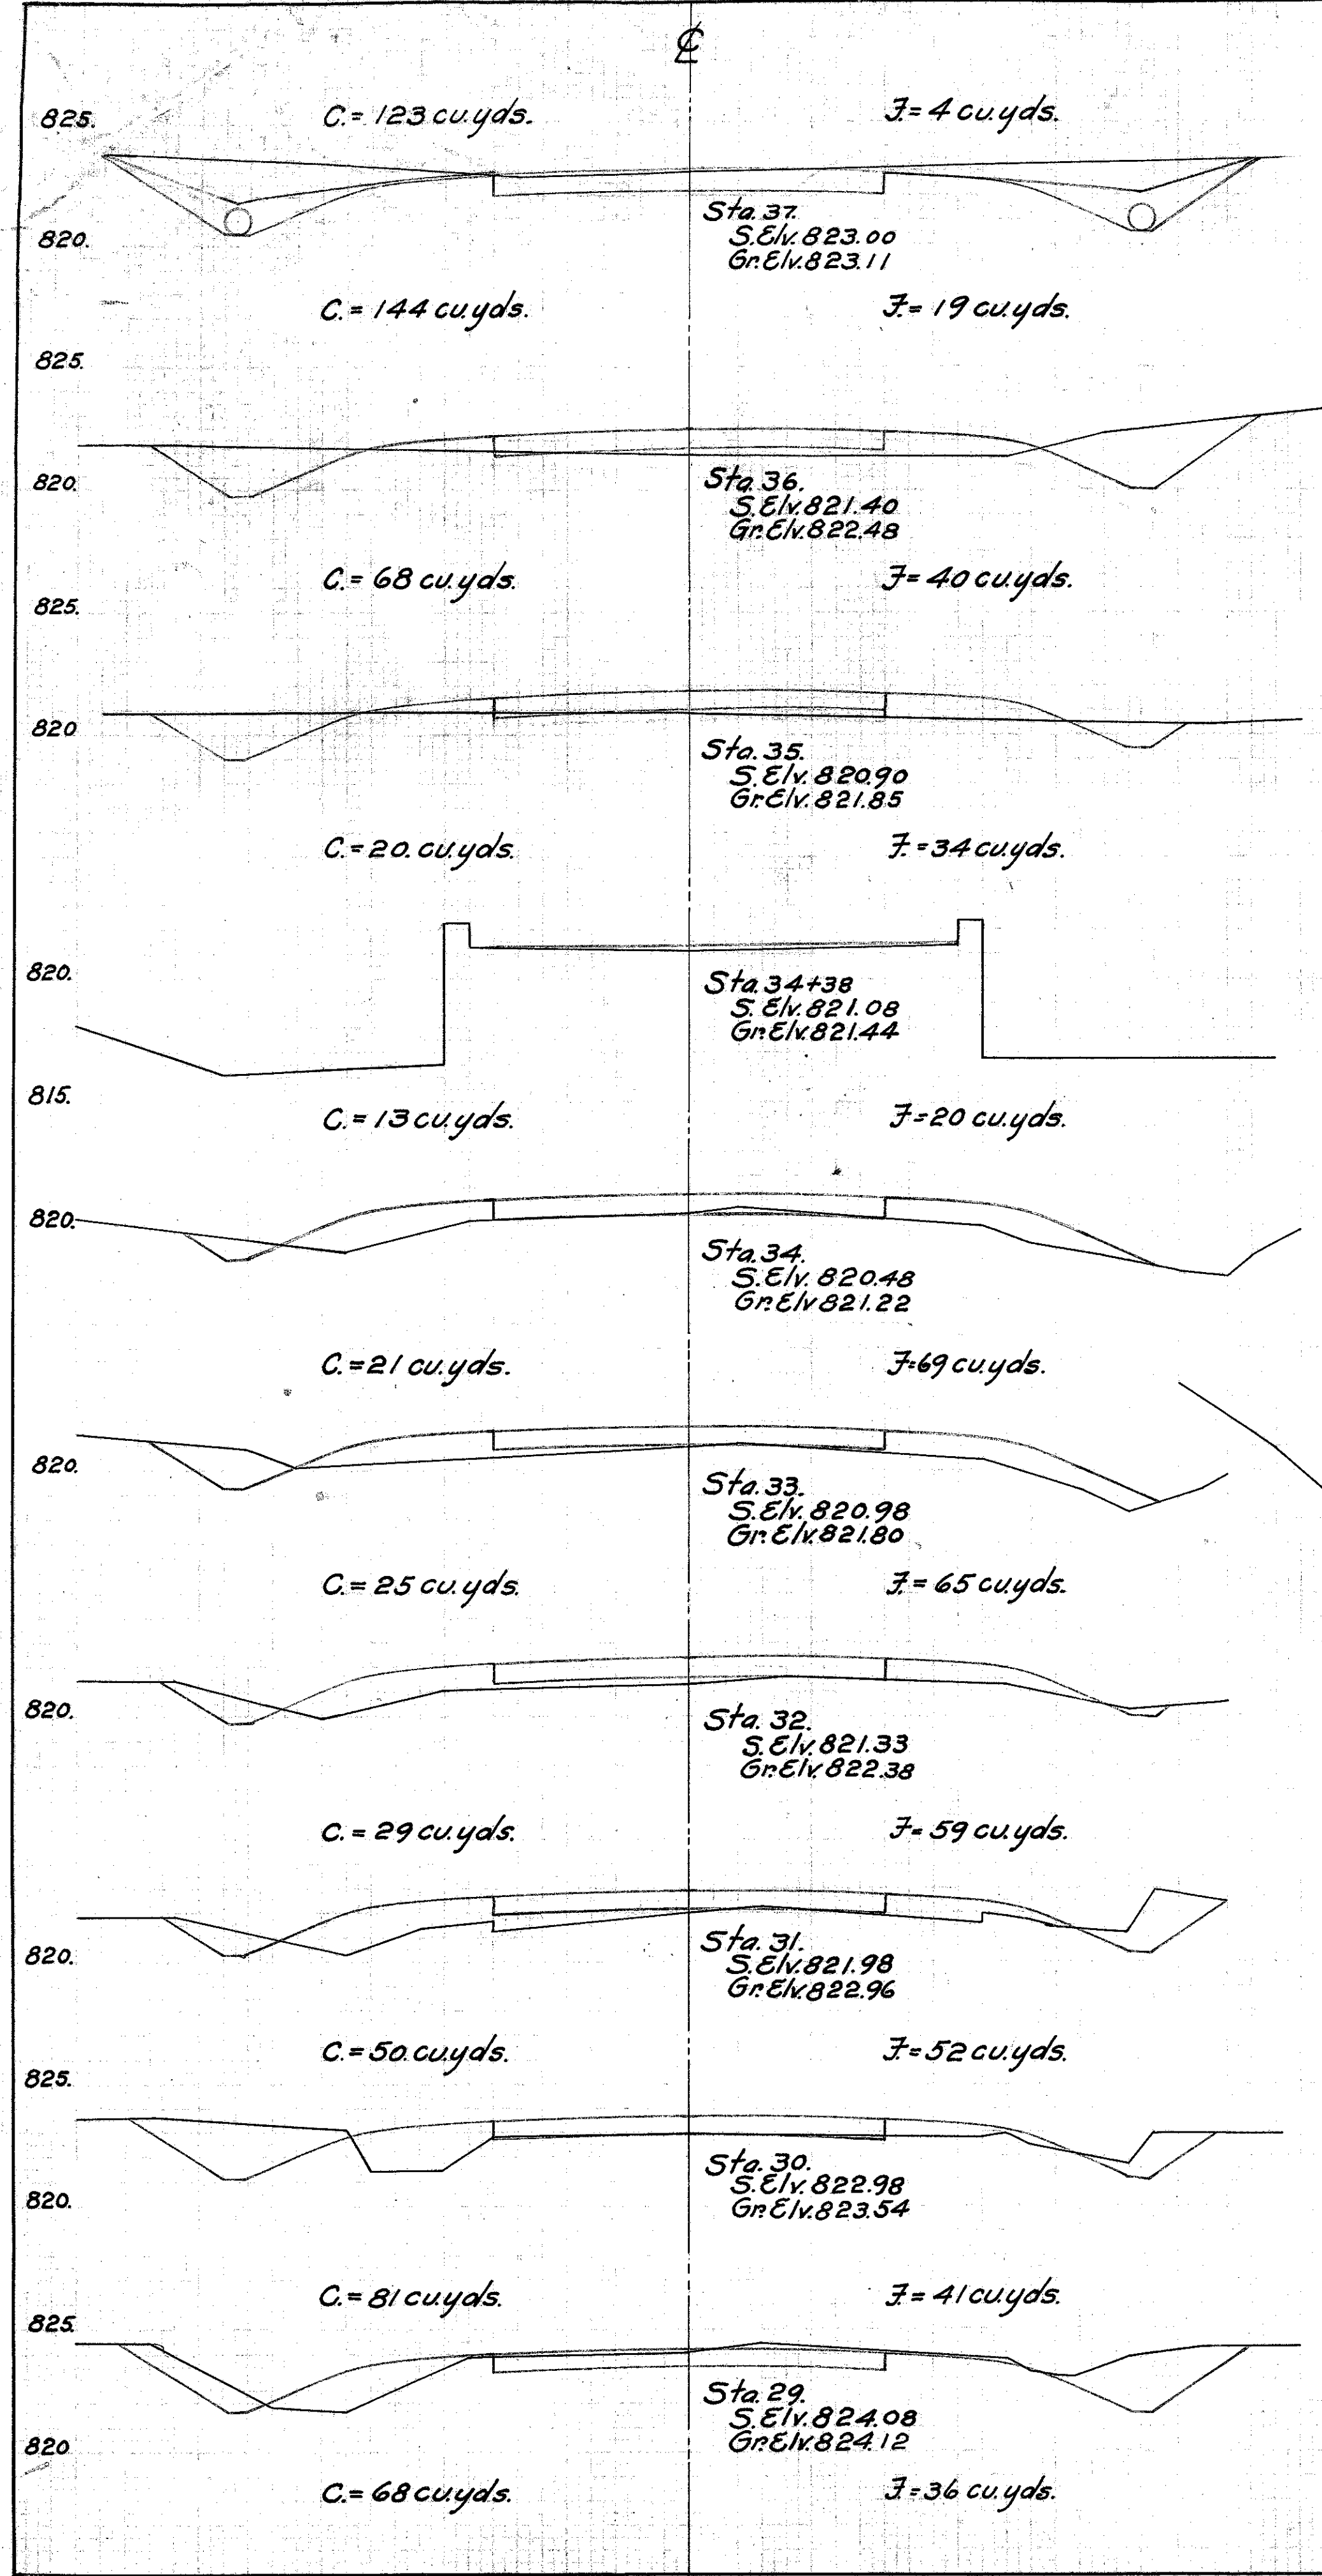 ℄
825.
C. = 123 cu.yds.
F. = 4 cu.yds.
820.
Sta. 37.
S.Elv. 823.00
Gr.Elv. 823.11
C. = 144 cu.yds.
F. = 19 cu.yds.
825.
820.
Sta. 36.
S.Elv. 821.40
Gr.Elv. 822.48
C. = 68 cu.yds.
F = 40 cu.yds.
825.
820
Sta. 35.
S.Elv. 820.90
Gr.Elv. 821.85
C. = 20. cu.yds.
F. = 34 cu.yds.
820.
Sta. 34+38
S. Elv. 821.08
Gr.Elv. 821.44
815.
C. = 13 cu.yds.
F = 20 cu.yds.
820.
Sta. 34.
S.Elv. 820.48
Gr.Elv 821.22
C. = 21 cu.yds.
F = 69 cu.yds.
820.
Sta. 33.
S.Elv. 820.98
Gr.Elv. 821.80
C. = 25 cu.yds.
F. = 65 cu.yds.
820.
Sta. 32.
S.Elv. 821.33
Gr.Elv. 822.38
C. = 29 cu.yds.
F = 59 cu.yds.
820.
Sta. 31.
S.Elv. 821.98
Gr.Elv. 822.96
C. = 50. cu.yds.
F. = 52 cu.yds.
825.
820.
Sta. 30.
S.Elv. 822.98
Gr.Elv. 823.54
C. = 81 cu.yds.
F. = 41 cu.yds.
825.
Sta. 29.
S.Elv. 824.08
Gr.Elv. 824.12
820
C. = 68 cu.yds.
F. = 36 cu.yds.